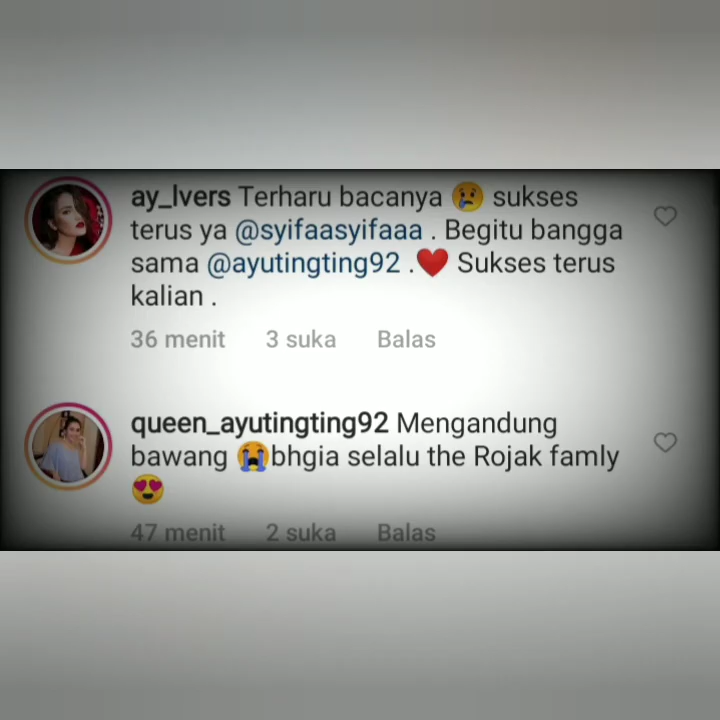 ay_lvers Terharu bacanya 😢 sukses
terus ya @syifaasyifaaa . Begitu bangga
sama @ayutingting92 .❤️ Sukses terus
kalian .
36 menit 3 suka Balas
queen_ayutingting92 Mengandung
bawang 😭bhgia selalu the Rojak famly
😍
47 menit 2 suka Balas